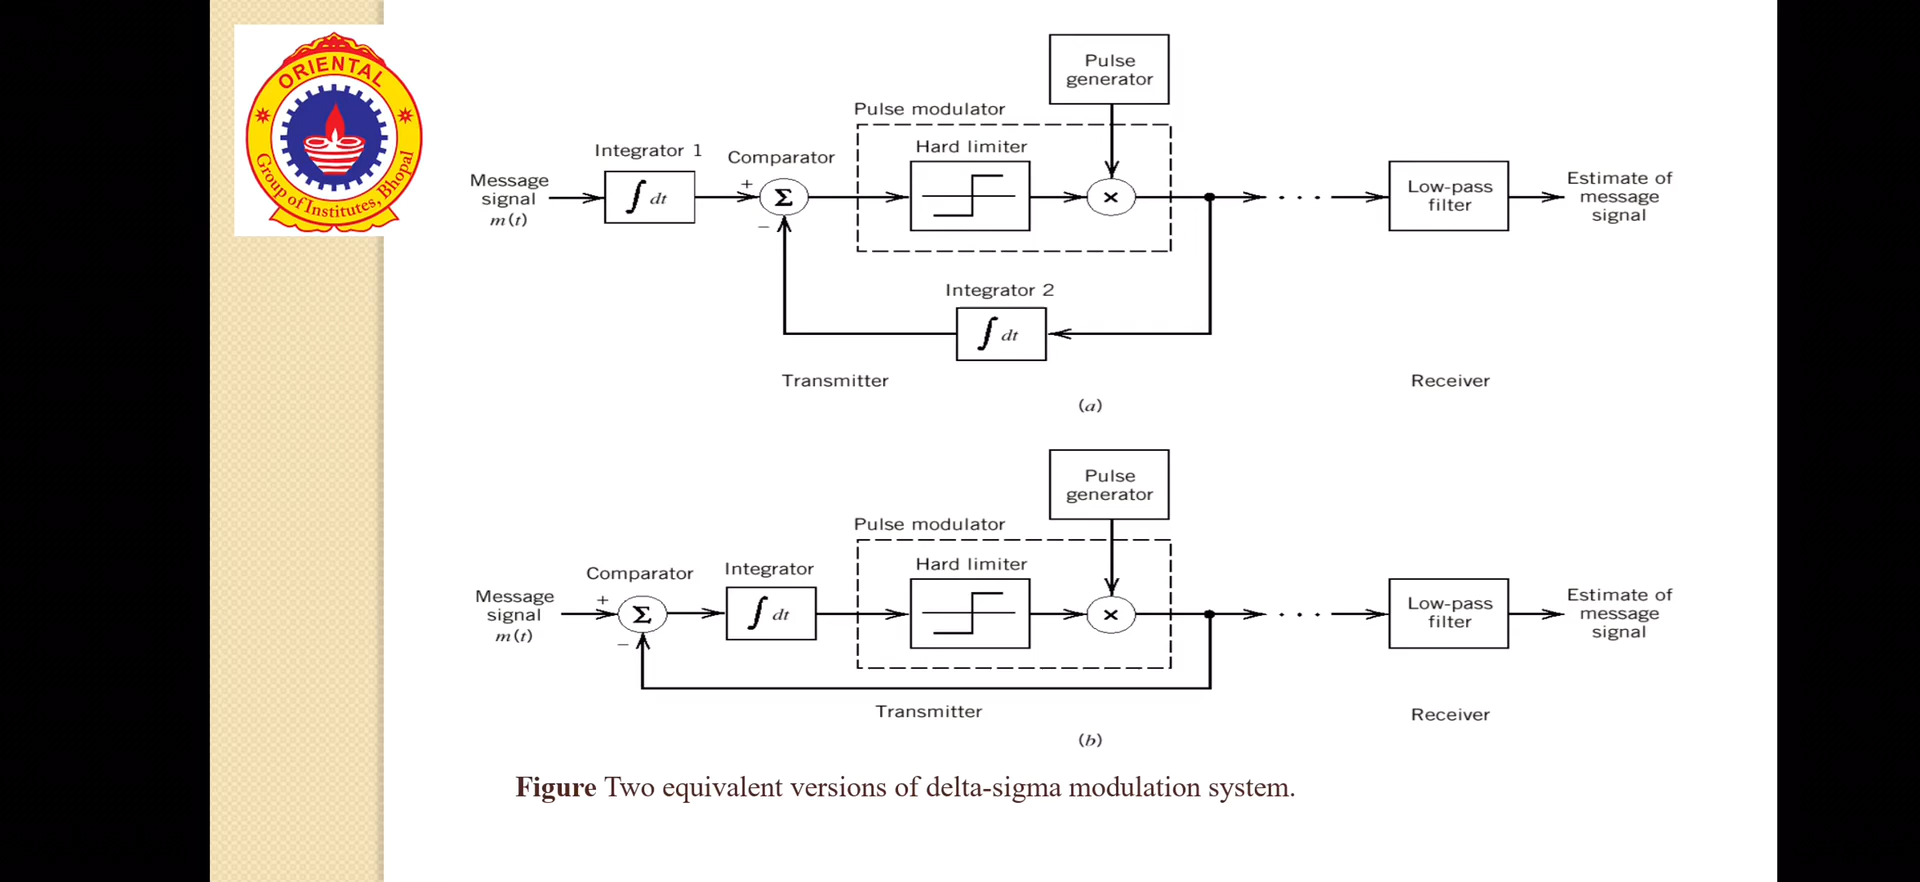 ORIENTAL
Group of Institutes, Bhopal
Pulse
generator
Pulse modulator
Hard limiter
Integrator 1
Comparator
Message
signal
m(t)
∫ dt
+
Σ
−
×
. . .
Low-pass
filter
Estimate of
message
signal
Integrator 2
∫ dt
Transmitter
Receiver
(a)
Pulse
generator
Pulse modulator
Hard limiter
Comparator
Integrator
Message
signal
m(t)
+
Σ
−
∫ dt
×
. . .
Low-pass
filter
Estimate of
message
signal
Transmitter
Receiver
(b)
Figure Two equivalent versions of delta-sigma modulation system.